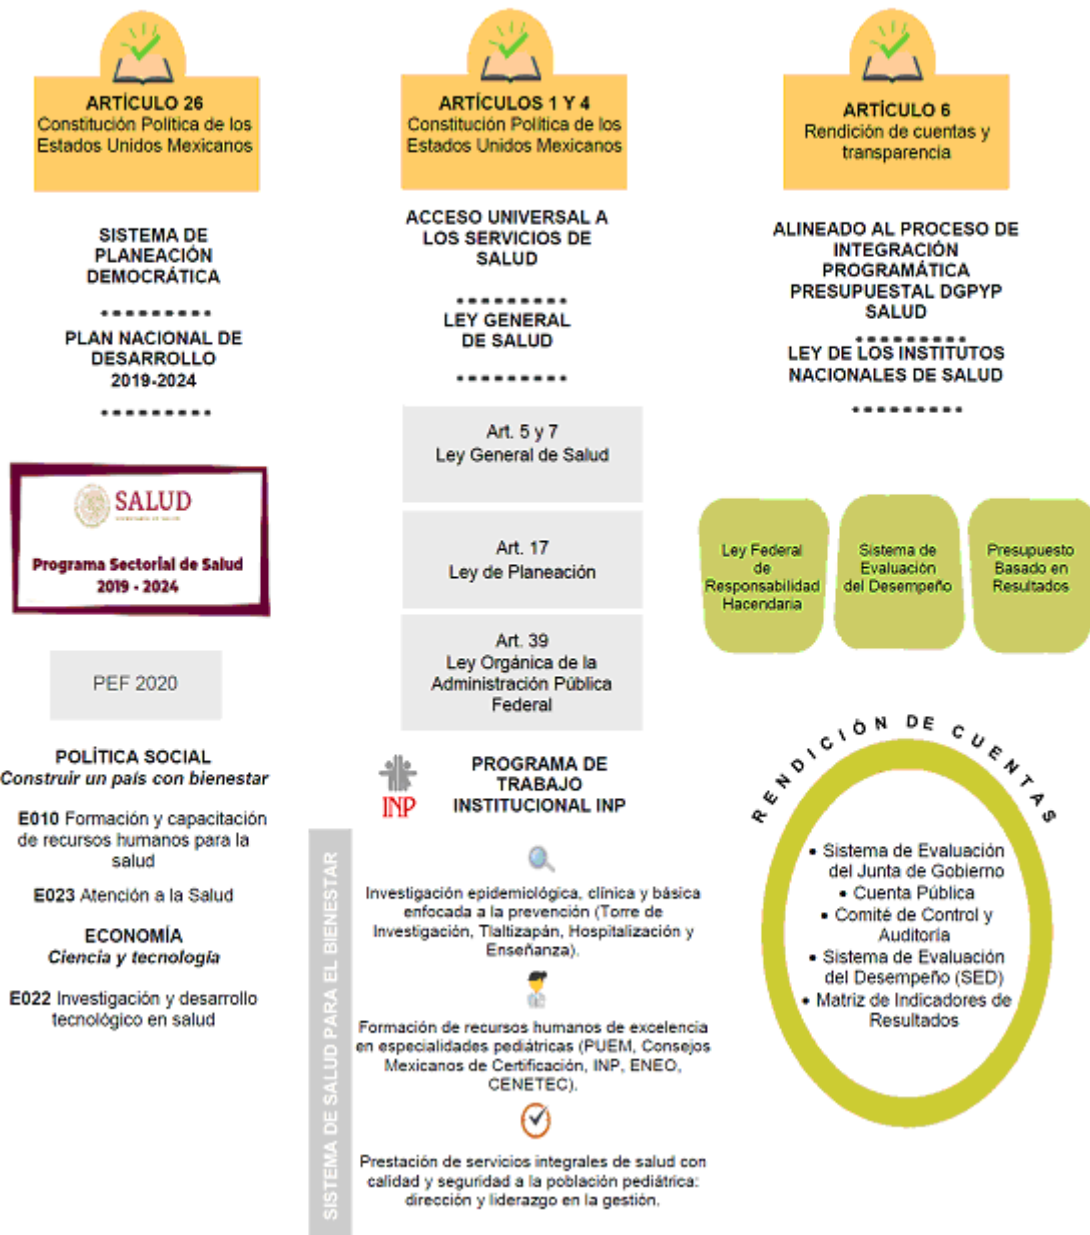 ARTÍCULO 26
Constitución Política de los
Estados Unidos Mexicanos
SISTEMA DE
PLANEACIÓN
DEMOCRÁTICA
PLAN NACIONAL DE
DESARROLLO
2019-2024
SALUD
Programa Sectorial de Salud
2019 - 2024
PEF 2020
POLÍTICA SOCIAL
Construir un país con bienestar
E010 Formación y capacitación
de recursos humanos para la
salud
E023 Atención a la Salud
ECONOMÍA
Ciencia y tecnología
E022 Investigación y desarrollo
tecnológico en salud
ARTÍCULOS 1 Y 4
Constitución Política de los
Estados Unidos Mexicanos
ACCESO UNIVERSAL A
LOS SERVICIOS DE
SALUD
LEY GENERAL
DE SALUD
Art. 5 y 7
Ley General de Salud
Art. 17
Ley de Planeación
Art. 39
Ley Orgánica de la
Administración Pública
Federal
INP
PROGRAMA DE
TRABAJO
INSTITUCIONAL INP
SISTEMA DE SALUD PARA EL BIENESTAR
Investigación epidemiológica, clínica y básica
enfocada a la prevención (Torre de
Investigación, Tlaltizapán, Hospitalización y
Enseñanza).
Formación de recursos humanos de excelencia
en especialidades pediátricas (PUEM, Consejos
Mexicanos de Certificación, INP, ENEO,
CENETEC).
Prestación de servicios integrales de salud con
calidad y seguridad a la población pediátrica:
dirección y liderazgo en la gestión.
ARTÍCULO 6
Rendición de cuentas y
transparencia
ALINEADO AL PROCESO DE
INTEGRACIÓN
PROGRAMÁTICA
PRESUPUESTAL DGPYP
SALUD
LEY DE LOS INSTITUTOS
NACIONALES DE SALUD
Ley Federal
de
Responsabilidad
Hacendaria
Sistema de
Evaluación
del Desempeño
Presupuesto
Basado en
Resultados
RENDICIÓN DE CUENTAS
• Sistema de Evaluación
del Junta de Gobierno
• Cuenta Pública
• Comité de Control y
Auditoría
• Sistema de Evaluación
del Desempeño (SED)
• Matriz de Indicadores de
Resultados